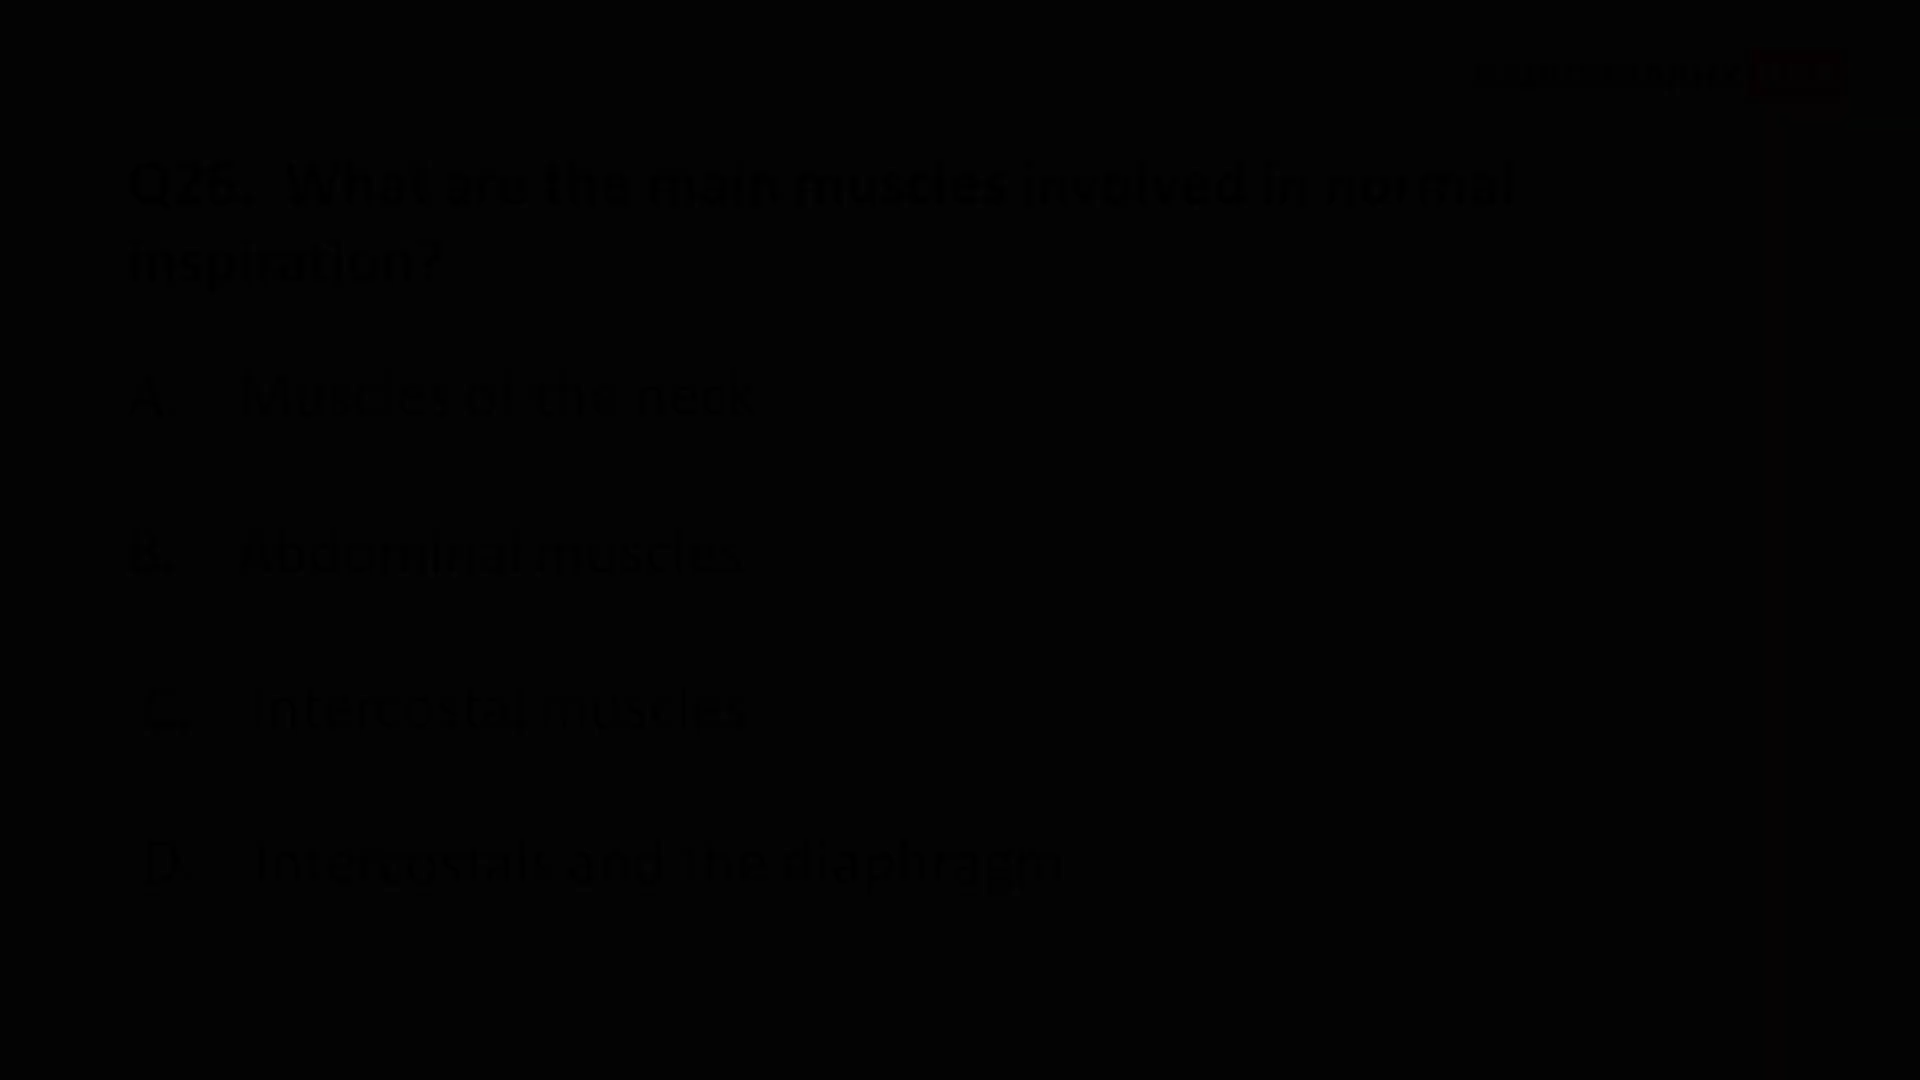 Q26. What are the main muscles involved in normal
inspiration?
A. Muscles of the neck
B. Abdominal muscles
C. Intercostal muscles
D. Intercostals and the diaphragm